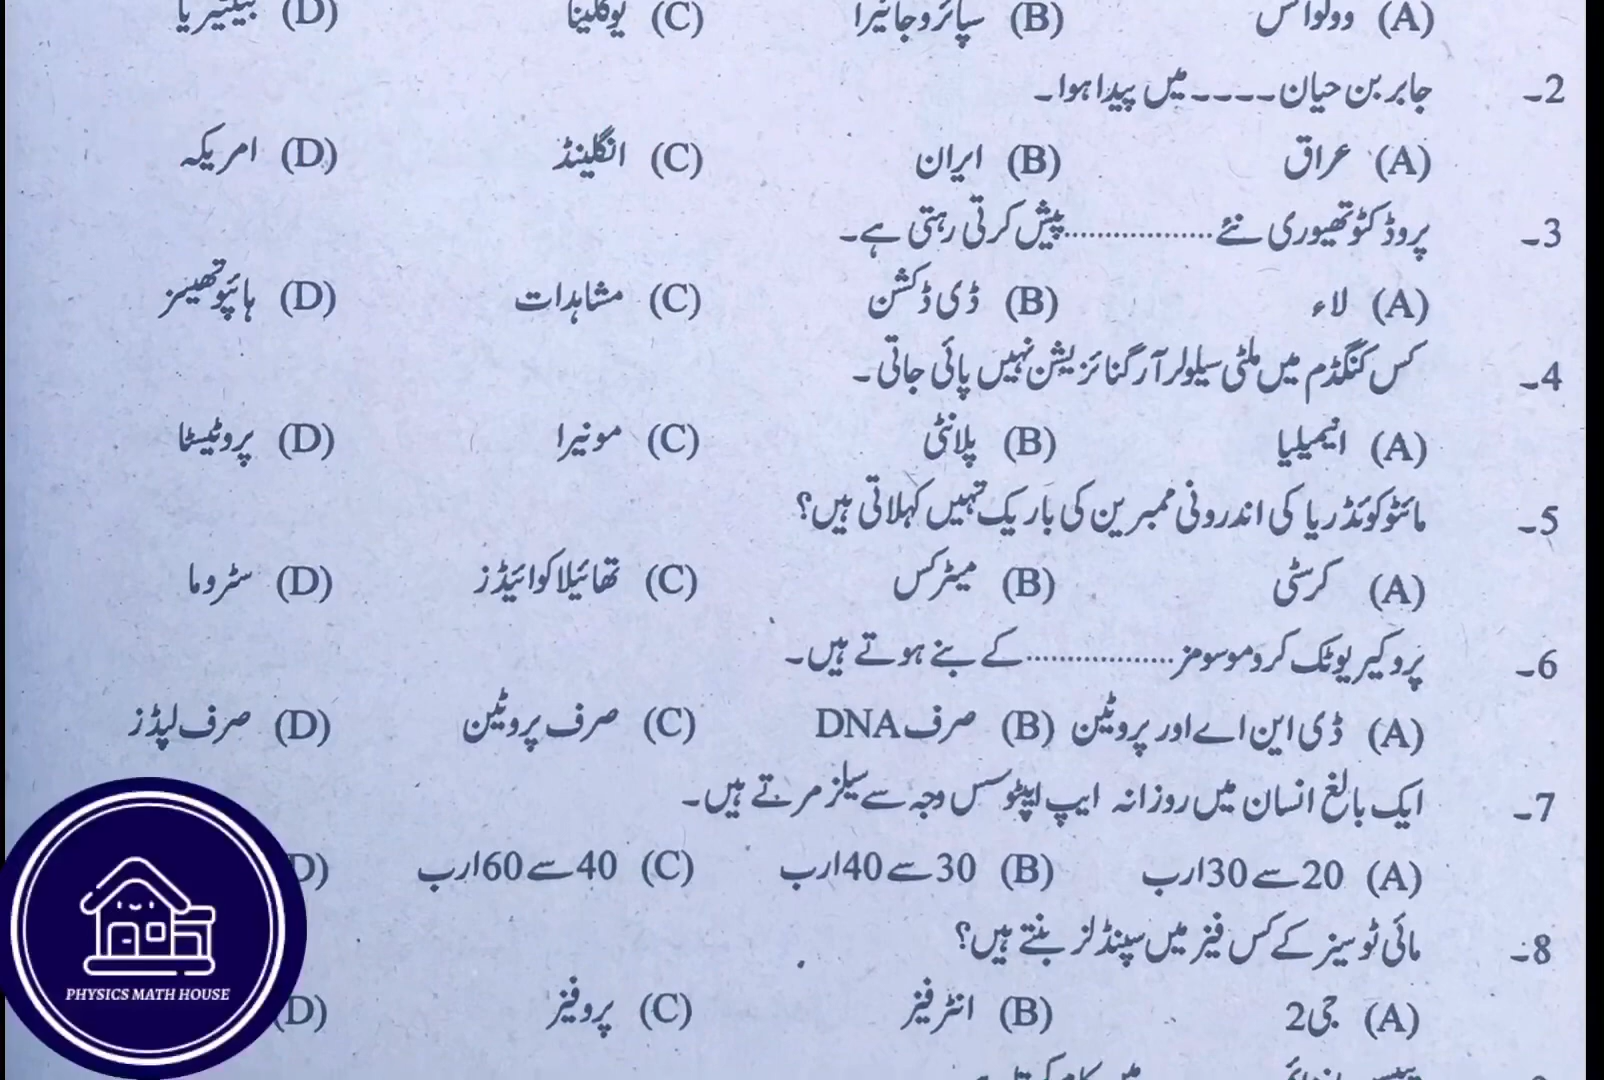 (A) وولواکس (B) سپائروجائیرا (C) یوگلینا (D) بیکٹیریا
2۔ جابر بن حیان۔۔۔۔میں پیدا ہوا۔
(A) عراق (B) ایران (C) انگلینڈ (D) امریکہ
3۔ پروڈکٹو تھیوری نئے ................. پیش کرتی رہتی ہے۔
(A) لاء (B) ڈی ڈکشن (C) مشاہدات (D) ہائپوتھیسز
4۔ کس کنگڈم میں ملٹی سیلولر آرگنائزیشن نہیں پائی جاتی۔
(A) انیمیلیا (B) پلانٹی (C) مونیرا (D) پروٹیسٹا
5۔ مائٹوکونڈریا کی اندرونی ممبرین کی باریک تہیں کہلاتی ہیں؟
(A) کرسٹی (B) میٹرکس (C) تھائیلاکوائیڈز (D) سٹروما
6۔ پروکیریوٹک کروموسومز ................. کے بنے ہوتے ہیں۔
(A) ڈی این اے اور پروٹین (B) صرف DNA (C) صرف پروٹین (D) صرف لپڈز
7۔ ایک بالغ انسان میں روزانہ ایپ اپپٹوسس وجہ سے سیلز مرتے ہیں۔
(A) 20 سے 30 ارب (B) 30 سے 40 ارب (C) 40 سے 60 ارب D)
8۔ مائی ٹوسیز کے کس فیز میں سپنڈلز بنتے ہیں؟
(A) جی 2 (B) انٹرفیز (C) پروفیز D)
PHYSICS MATH HOUSE